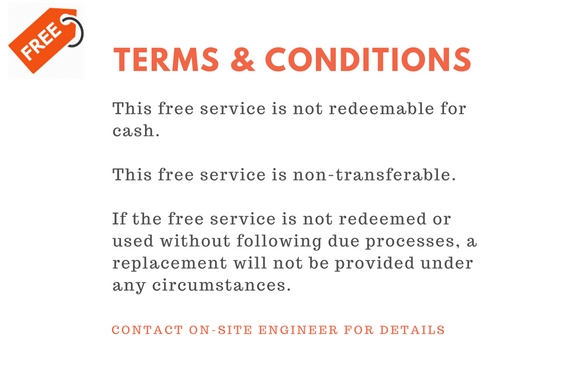 FREE
TERMS & CONDITIONS
This free service is not redeemable for
cash.
This free service is non-transferable.
If the free service is not redeemed or
used without following due processes, a
replacement will not be provided under
any circumstances.
CONTACT ON-SITE ENGINEER FOR DETAILS